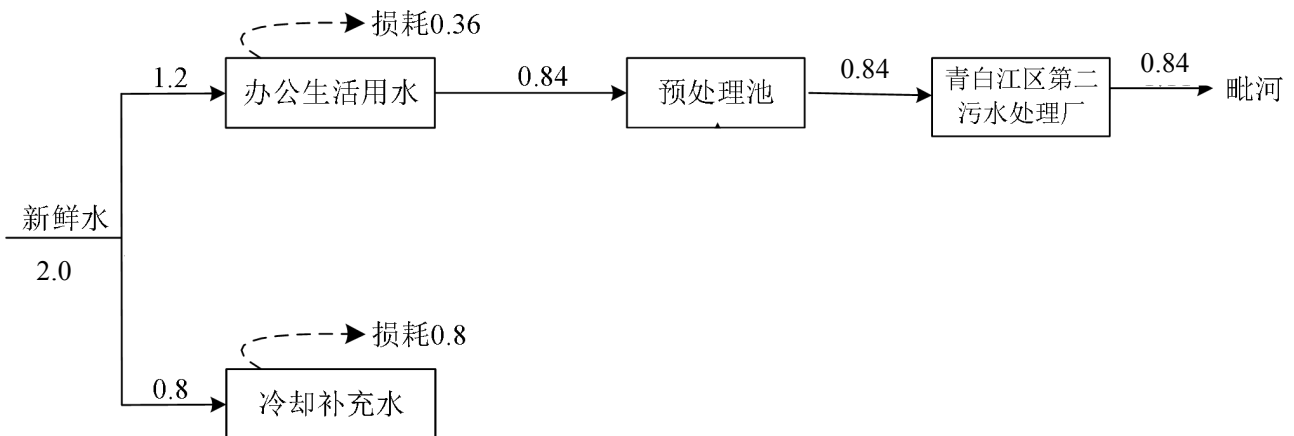 损耗0.36
1.2
办公生活用水
0.84
预处理池
0.84
青白江区第二
污水处理厂
0.84
毗河
新鲜水
2.0
损耗0.8
0.8
冷却补充水